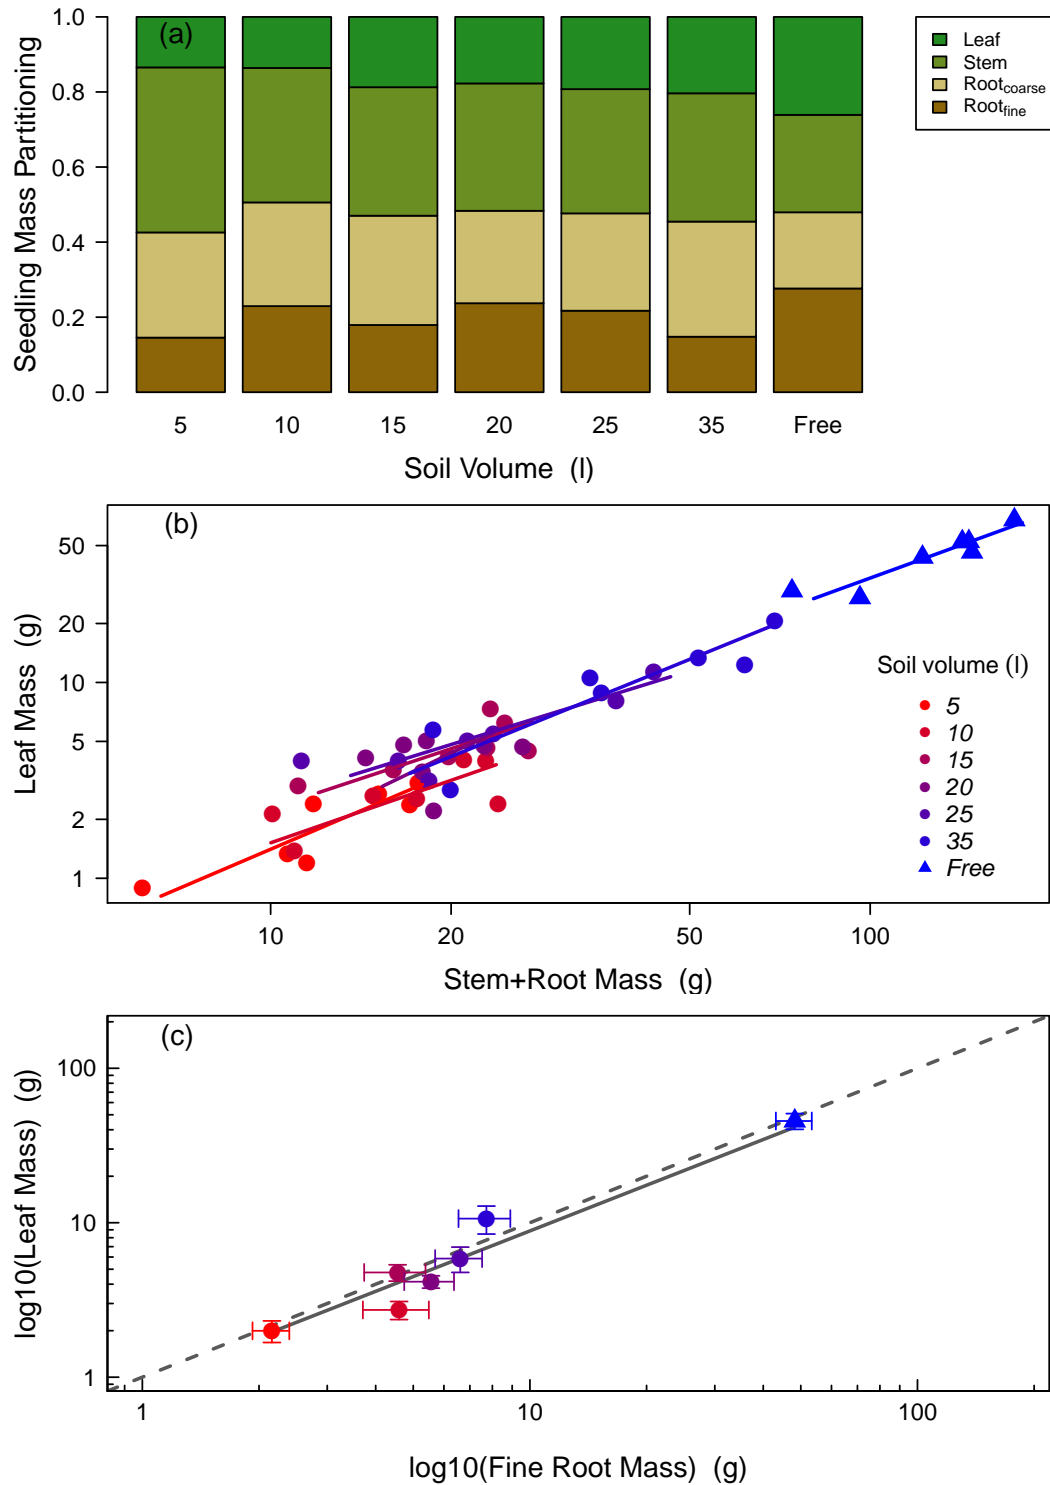 (a)
Seedling Mass Partitioning
1.0
0.8
0.6
0.4
0.2
0.0
5 10 15 20 25 35 Free
Soil Volume (l)
Leaf
Stem
Root_coarse
Root_fine
(b)
Leaf Mass (g)
50
20
10
5
2
1
10 20 50 100
Stem+Root Mass (g)
Soil volume (l)
5
10
15
20
25
35
Free
(c)
log10(Leaf Mass) (g)
100
10
1
1 10 100
log10(Fine Root Mass) (g)